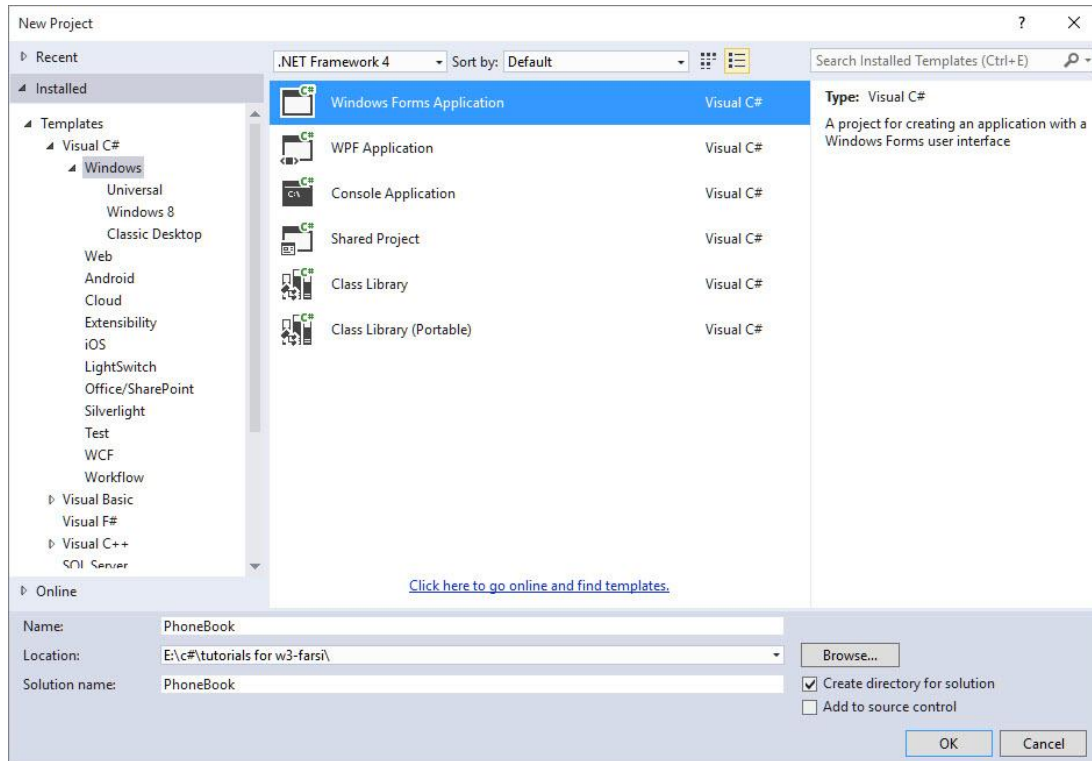 New Project
?
Recent
.NET Framework 4
Sort by: Default
Search Installed Templates (Ctrl+E)
Installed
Templates
Visual C#
Windows
Universal
Windows 8
Classic Desktop
Web
Android
Cloud
Extensibility
iOS
LightSwitch
Office/SharePoint
Silverlight
Test
WCF
Workflow
Visual Basic
Visual F#
Visual C++
SQL Server
Online
Windows Forms Application Visual C#
WPF Application Visual C#
Console Application Visual C#
Shared Project Visual C#
Class Library Visual C#
Class Library (Portable) Visual C#
Click here to go online and find templates.
Type: Visual C#
A project for creating an application with a
Windows Forms user interface
Name: PhoneBook
Location: E:\c#\tutorials for w3-farsi\
Browse...
Solution name: PhoneBook
Create directory for solution
Add to source control
OK
Cancel